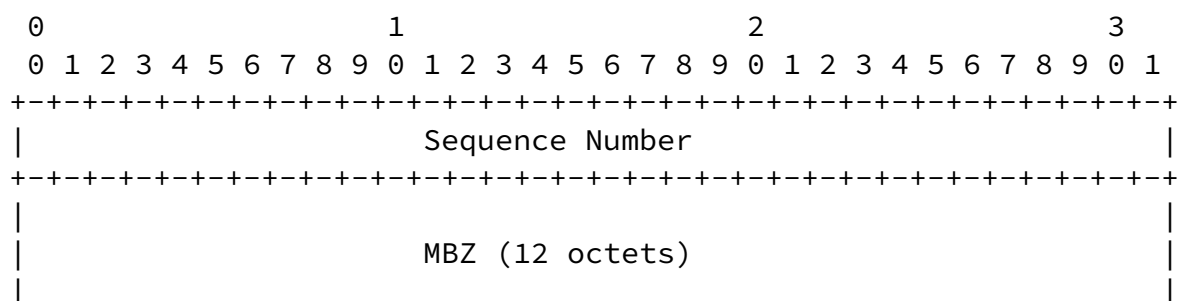 0                   1                   2                   3
 0 1 2 3 4 5 6 7 8 9 0 1 2 3 4 5 6 7 8 9 0 1 2 3 4 5 6 7 8 9 0 1
+-+-+-+-+-+-+-+-+-+-+-+-+-+-+-+-+-+-+-+-+-+-+-+-+-+-+-+-+-+-+-+-+
|                      Sequence Number                          |
+-+-+-+-+-+-+-+-+-+-+-+-+-+-+-+-+-+-+-+-+-+-+-+-+-+-+-+-+-+-+-+-+
|                                                               |
|                      MBZ (12 octets)                          |
|                                                               |